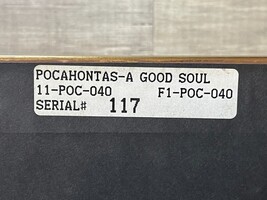 POCAHONTAS-A GOOD SOUL
11-POC-040 F1-POC-040
SERIAL# 117